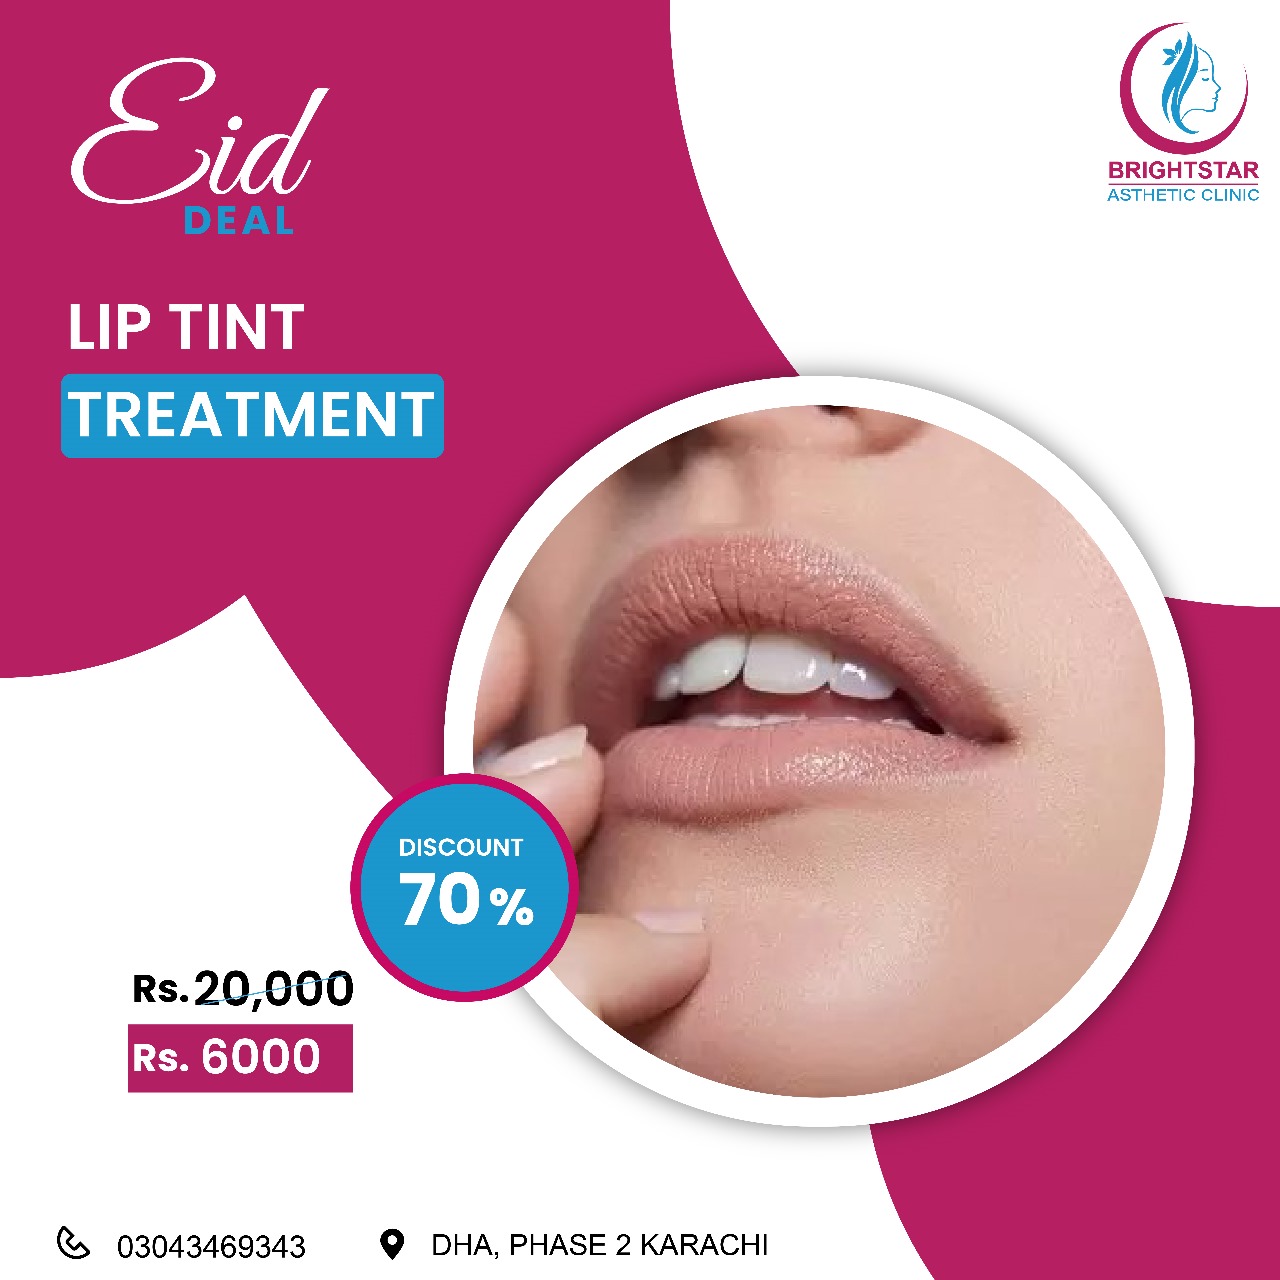 Eid
DEAL
BRIGHTSTAR
ASTHETIC CLINIC
LIP TINT
TREATMENT
DISCOUNT
70%
Rs. 20,000
Rs. 6000
03043469343
DHA, PHASE 2 KARACHI